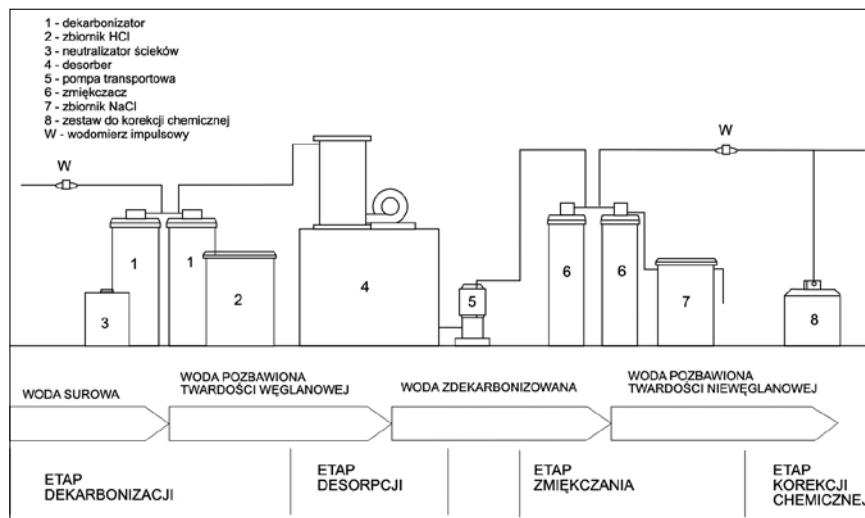 1 - dekarbonizator
2 - zbiornik HCl
3 - neutralizator ścieków
4 - desorber
5 - pompa transportowa
6 - zmiękczacz
7 - zbiornik NaCl
8 - zestaw do korekcji chemicznej
W - wodomierz impulsowy
W
W
1
1
2
3
4
5
6
6
7
8
WODA SUROWA
WODA POZBAWIONA
TWARDOŚCI WĘGLANOWEJ
WODA ZDEKARBONIZOWANA
WODA POZBAWIONA
TWARDOŚCI NIEWĘGLANOWEJ
ETAP
DEKARBONIZACJI
ETAP
DESORPCJI
ETAP
ZMIĘKCZANIA
ETAP
KOREKCJI
CHEMICZNEJ